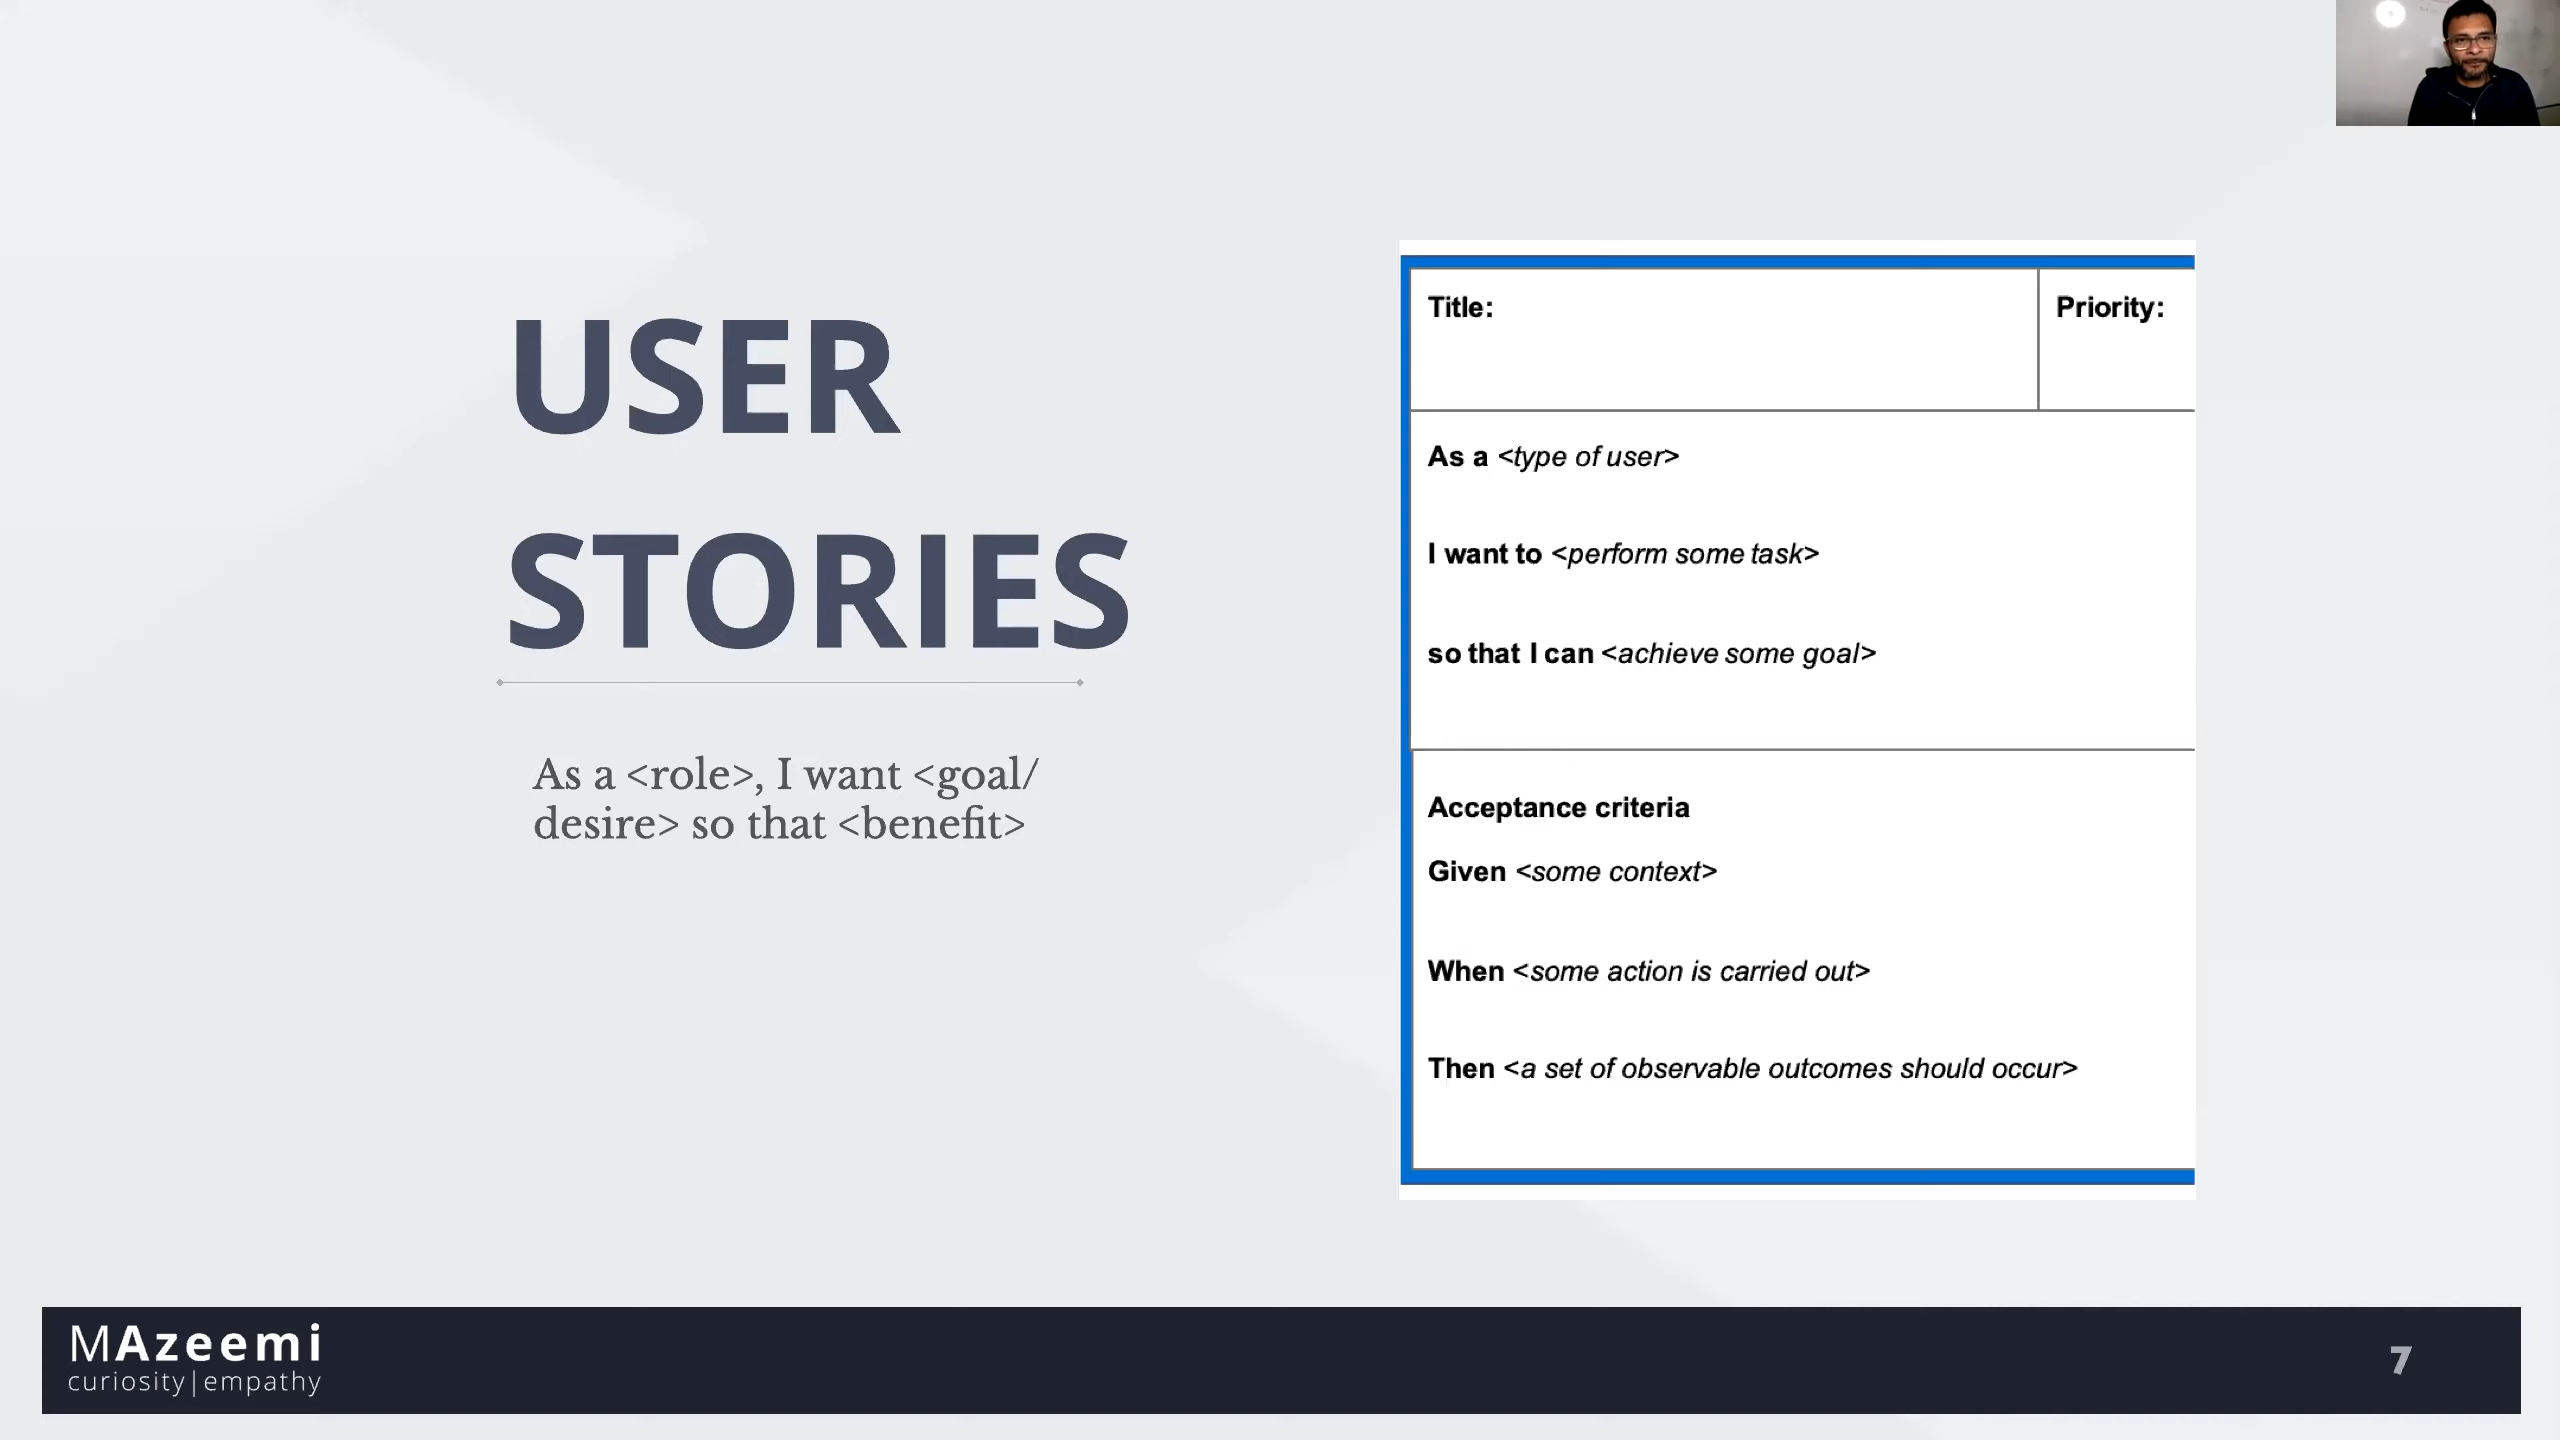 USER
STORIES
As a <role>, I want <goal/
desire> so that <benefit>
Title:
Priority:
As a <type of user>
I want to <perform some task>
so that I can <achieve some goal>
Acceptance criteria
Given <some context>
When <some action is carried out>
Then <a set of observable outcomes should occur>
MAzeemi
curiosity|empathy
7